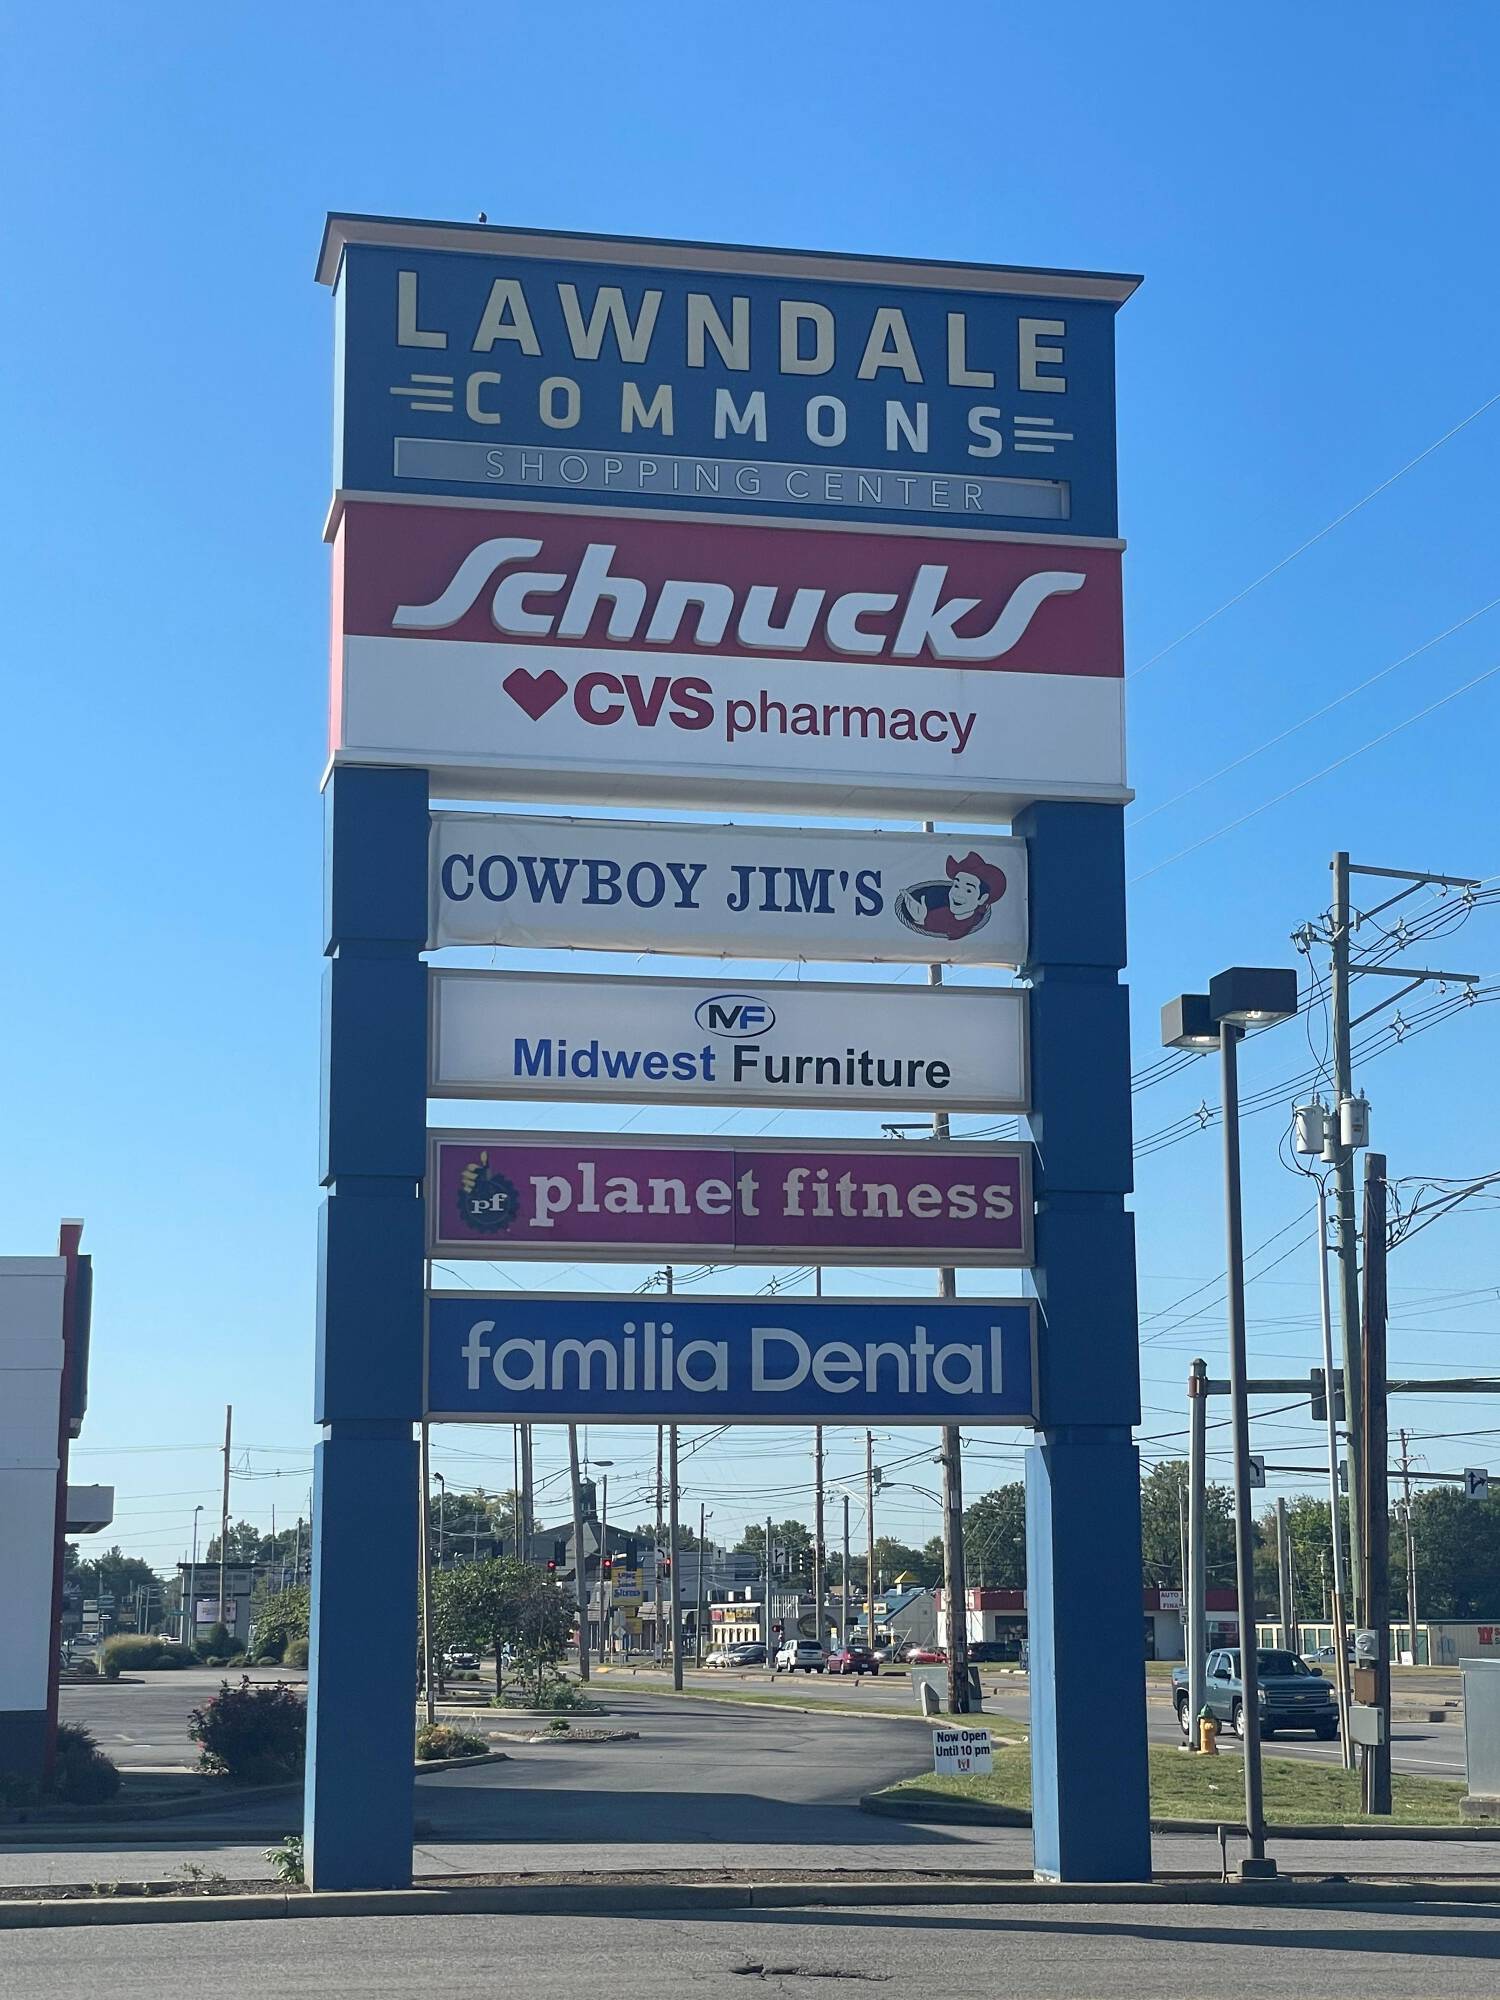 LAWNDALE
COMMONS
SHOPPING CENTER
Schnucks
CVS pharmacy
COWBOY JIM'S
MF
Midwest Furniture
pf planet fitness
familia Dental
Now Open
Until 10 pm
AUTO